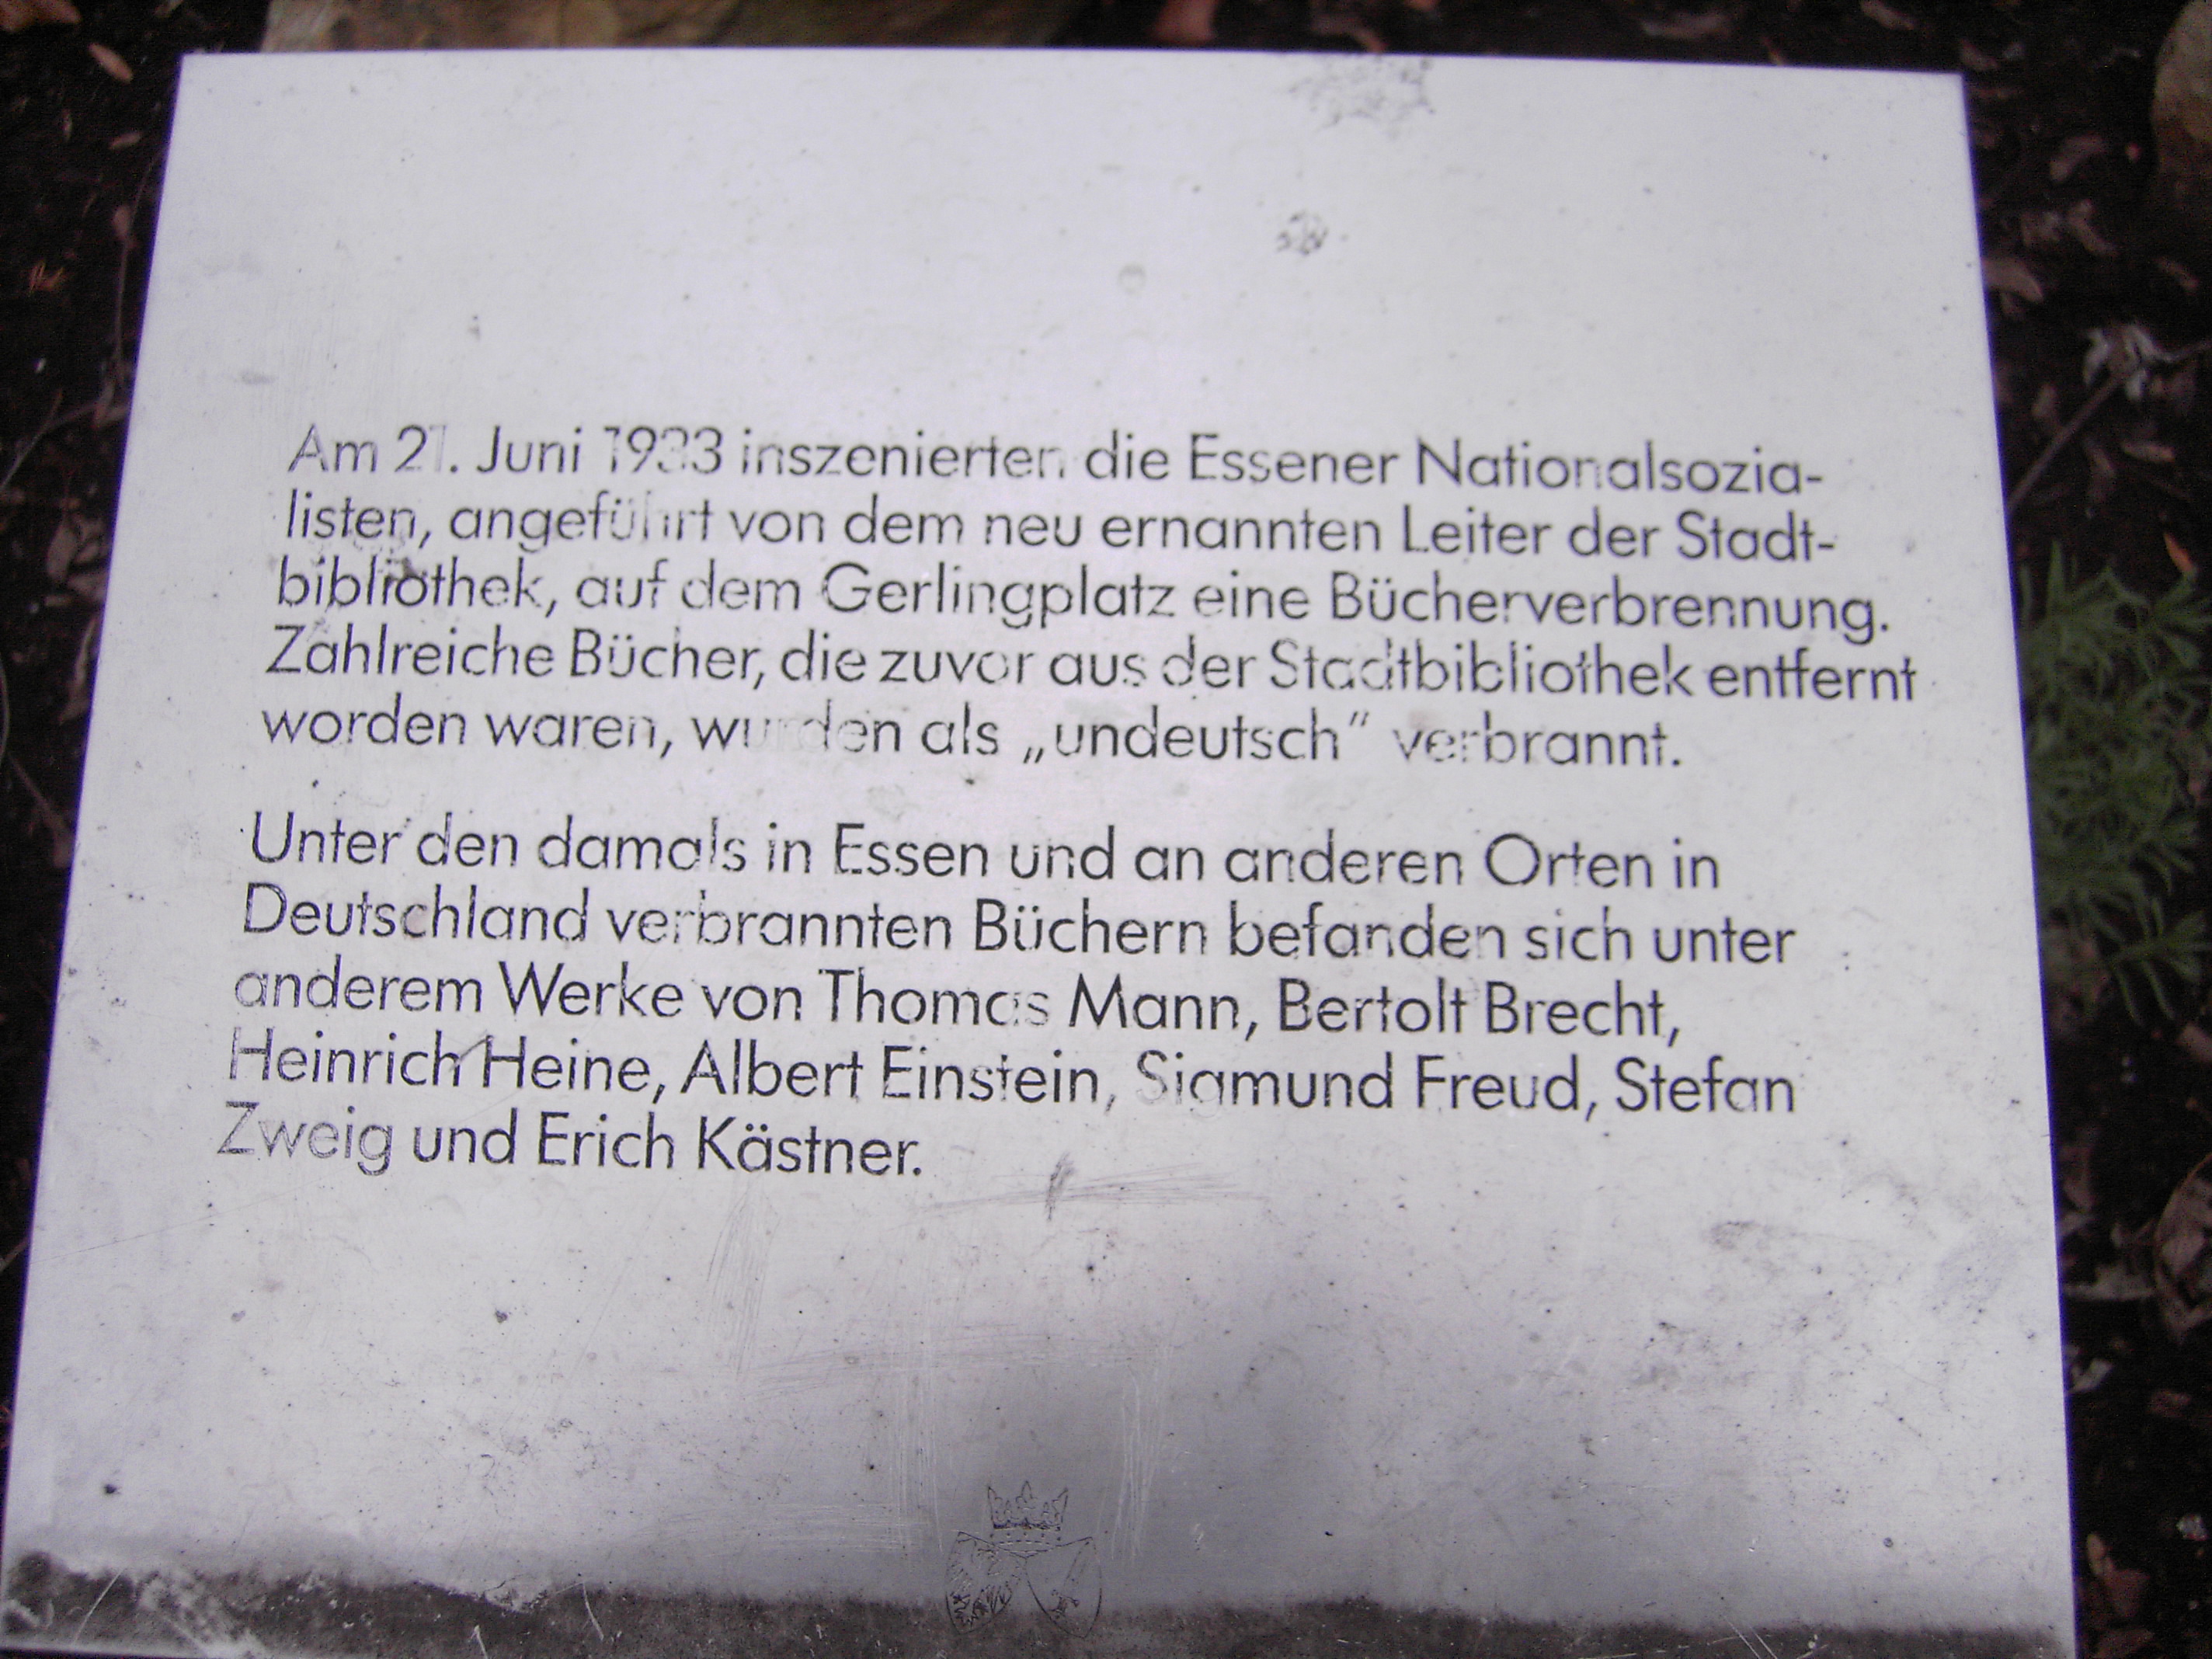 Am 21. Juni 1933 inszenierten die Essener Nationalsozia-
listen, angeführt von dem neu ernannten Leiter der Stadt-
bibliothek, auf dem Gerlingplatz eine Bücherverbrennung.
Zahlreiche Bücher, die zuvor aus der Stadtbibliothek entfernt
worden waren, wurden als „undeutsch“ verbrannt.
Unter den damals in Essen und an anderen Orten in
Deutschland verbrannten Büchern befanden sich unter
anderem Werke von Thomas Mann, Bertolt Brecht,
Heinrich Heine, Albert Einstein, Sigmund Freud, Stefan
Zweig und Erich Kästner.